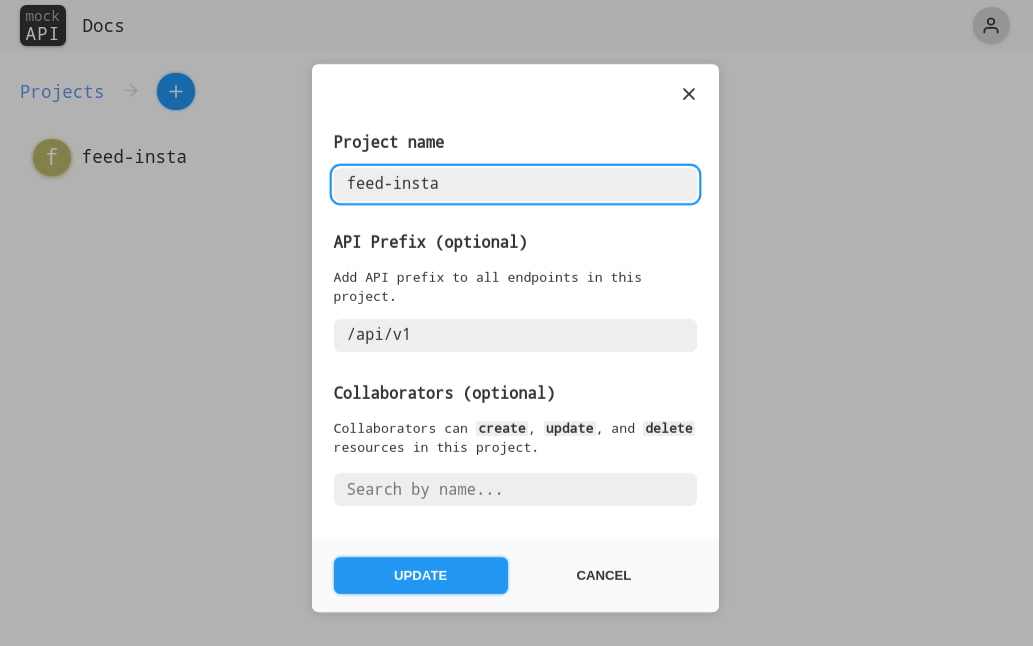 mock
API
Docs
Projects
f
feed-insta
Project name
feed-insta
API Prefix (optional)
Add API prefix to all endpoints in this
project.
/api/v1
Collaborators (optional)
Collaborators can create, update, and delete
resources in this project.
Search by name...
UPDATE
CANCEL